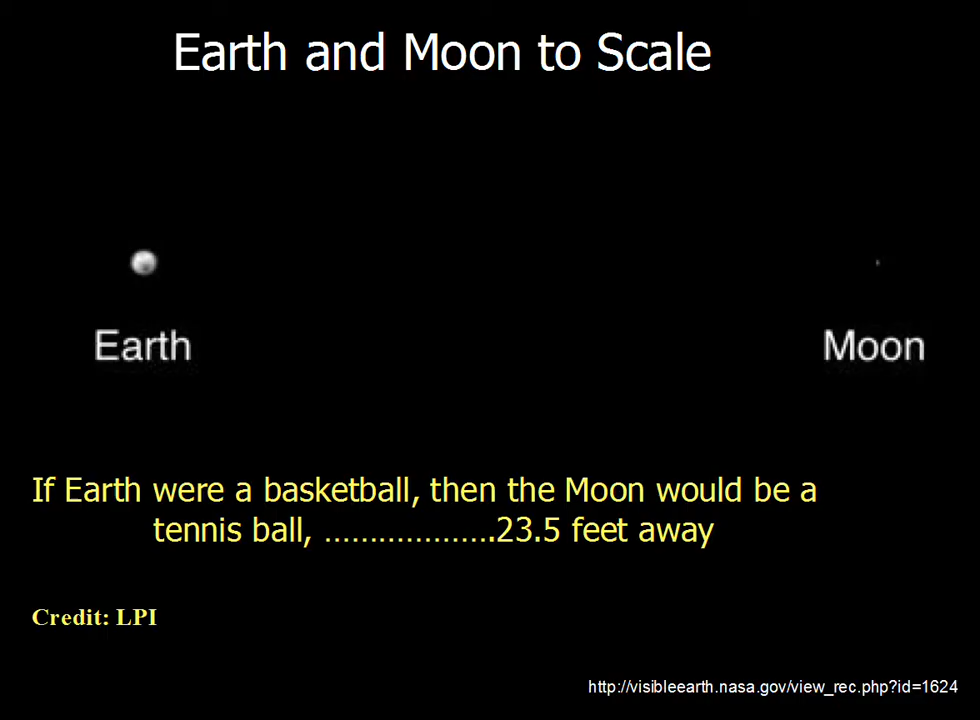 Earth and Moon to Scale
Earth
Moon
If Earth were a basketball, then the Moon would be a
tennis ball, ……………….23.5 feet away
Credit: LPI
http://visibleearth.nasa.gov/view_rec.php?id=1624